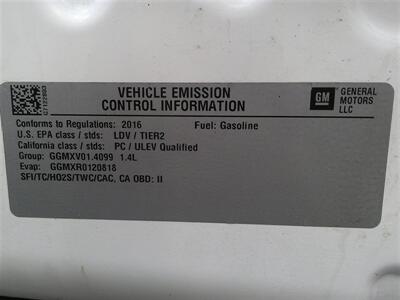 VEHICLE EMISSION
CONTROL INFORMATION
GM
GENERAL
MOTORS
LLC
Conforms to Regulations: 2016 Fuel: Gasoline
U.S. EPA class / stds: LDV / TIER2
California class / stds: PC / ULEV Qualified
Group: GGMXV01.4099 1.4L
Evap: GGMXR0120818
SFI/TC/HO2S/TWC/CAC, CA OBD: II